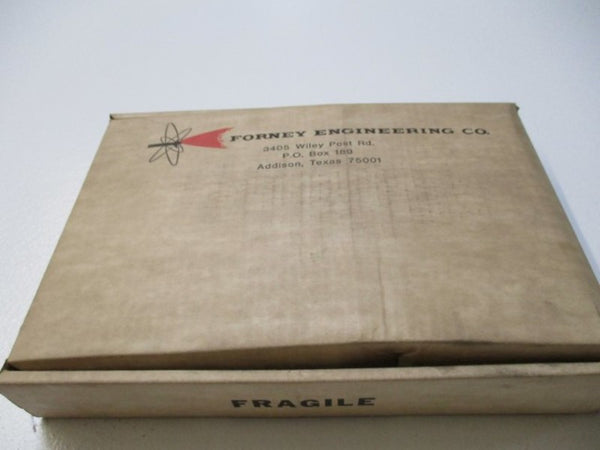 FORNEY ENGINEERING CO.
3405 Wiley Post Rd.
P.O. Box 189
Addison, Texas 75001
FRAGILE